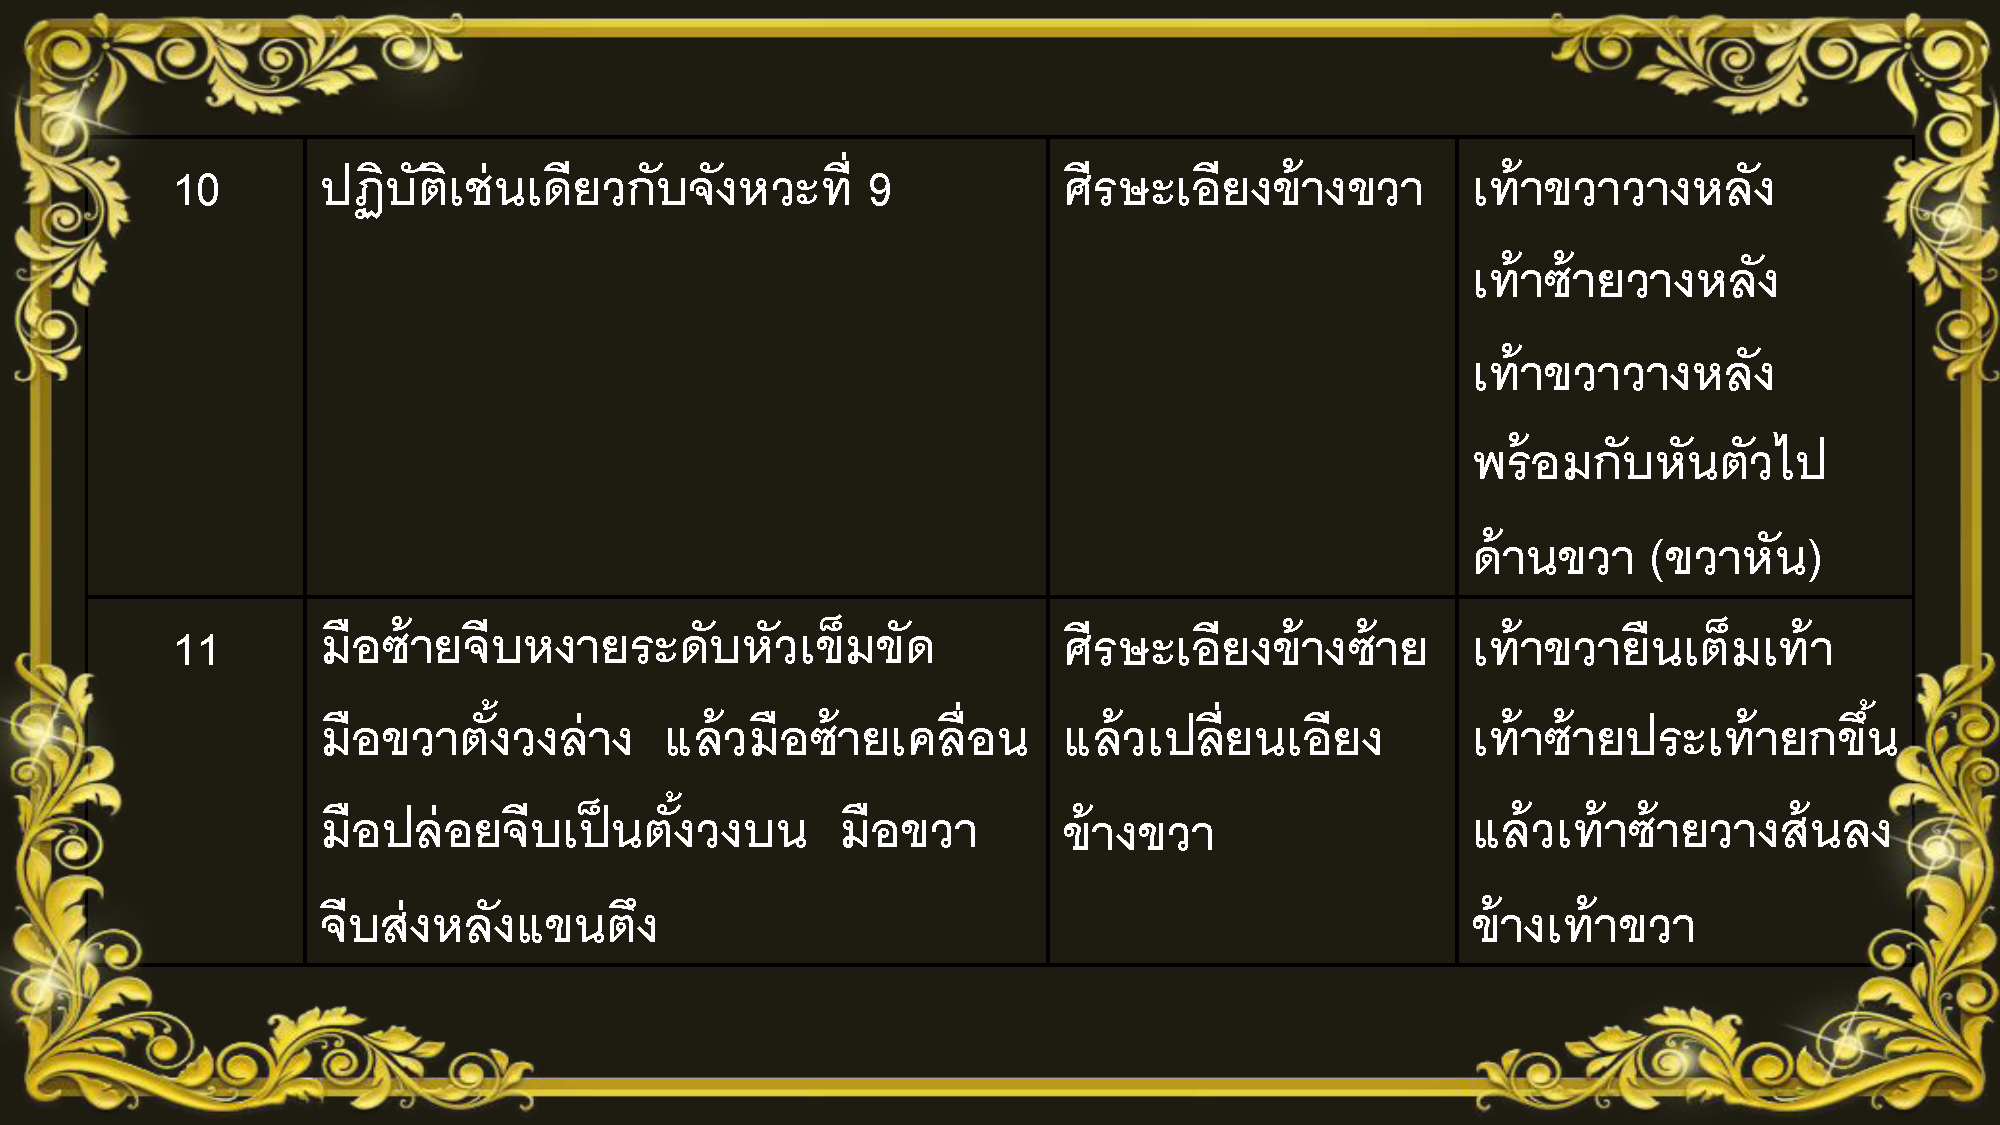 10
ปฏิบัติเช่นเดียวกับจังหวะที่ 9
ศีรษะเอียงข้างขวา
เท้าขวาวางหลัง
เท้าซ้ายวางหลัง
เท้าขวาวางหลัง
พร้อมกับหันตัวไป
ด้านขวา (ขวาหัน)
11
มือซ้ายจีบหงายระดับหัวเข็มขัด
มือขวาตั้งวงล่าง แล้วมือซ้ายเคลื่อน
มือปล่อยจีบเป็นตั้งวงบน มือขวา
จีบส่งหลังแขนตึง
ศีรษะเอียงข้างซ้าย
แล้วเปลี่ยนเอียง
ข้างขวา
เท้าขวายืนเต็มเท้า
เท้าซ้ายประเท้ายกขึ้น
แล้วเท้าซ้ายวางส้นลง
ข้างเท้าขวา